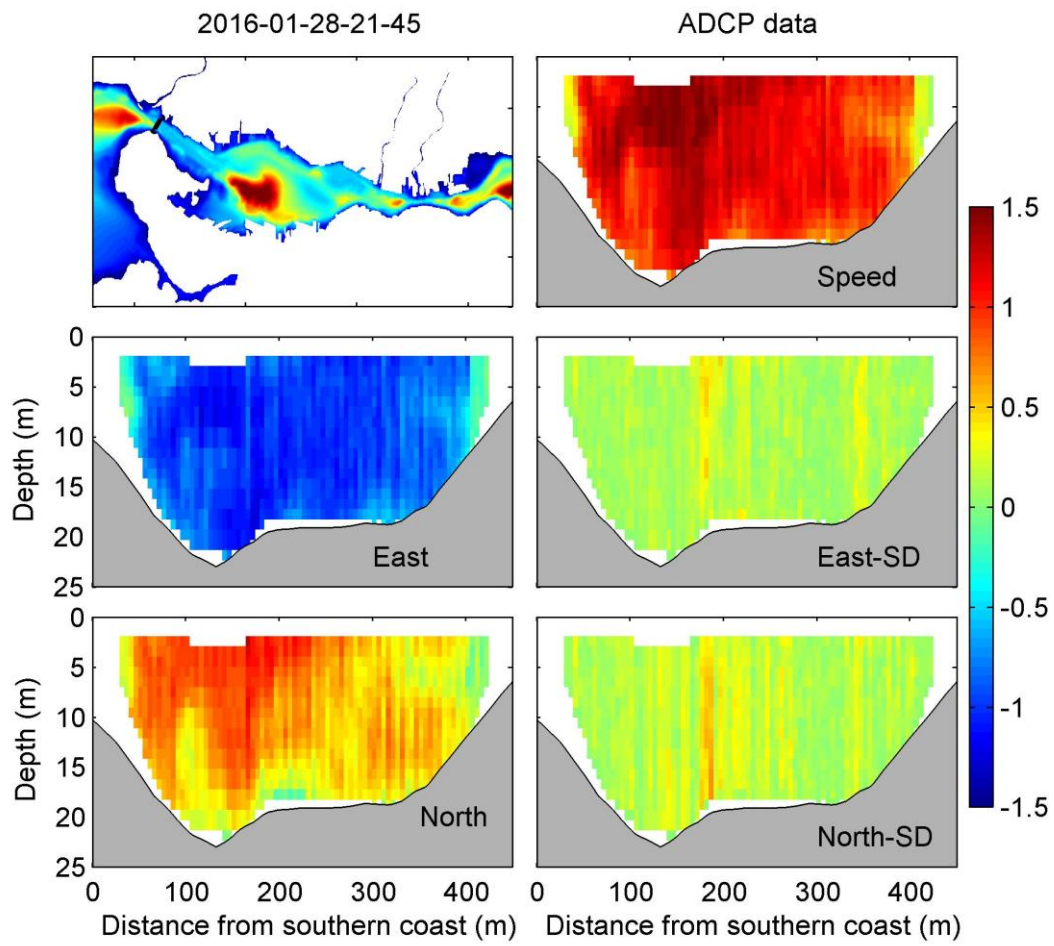 2016-01-28-21-45
ADCP data
Speed
1.5
1
0.5
0
-0.5
-1
-1.5
0
5
10
15
20
25
Depth (m)
East
East-SD
0
5
10
15
20
25
Depth (m)
North
North-SD
0 100 200 300 400
0 100 200 300 400
Distance from southern coast (m)
Distance from southern coast (m)